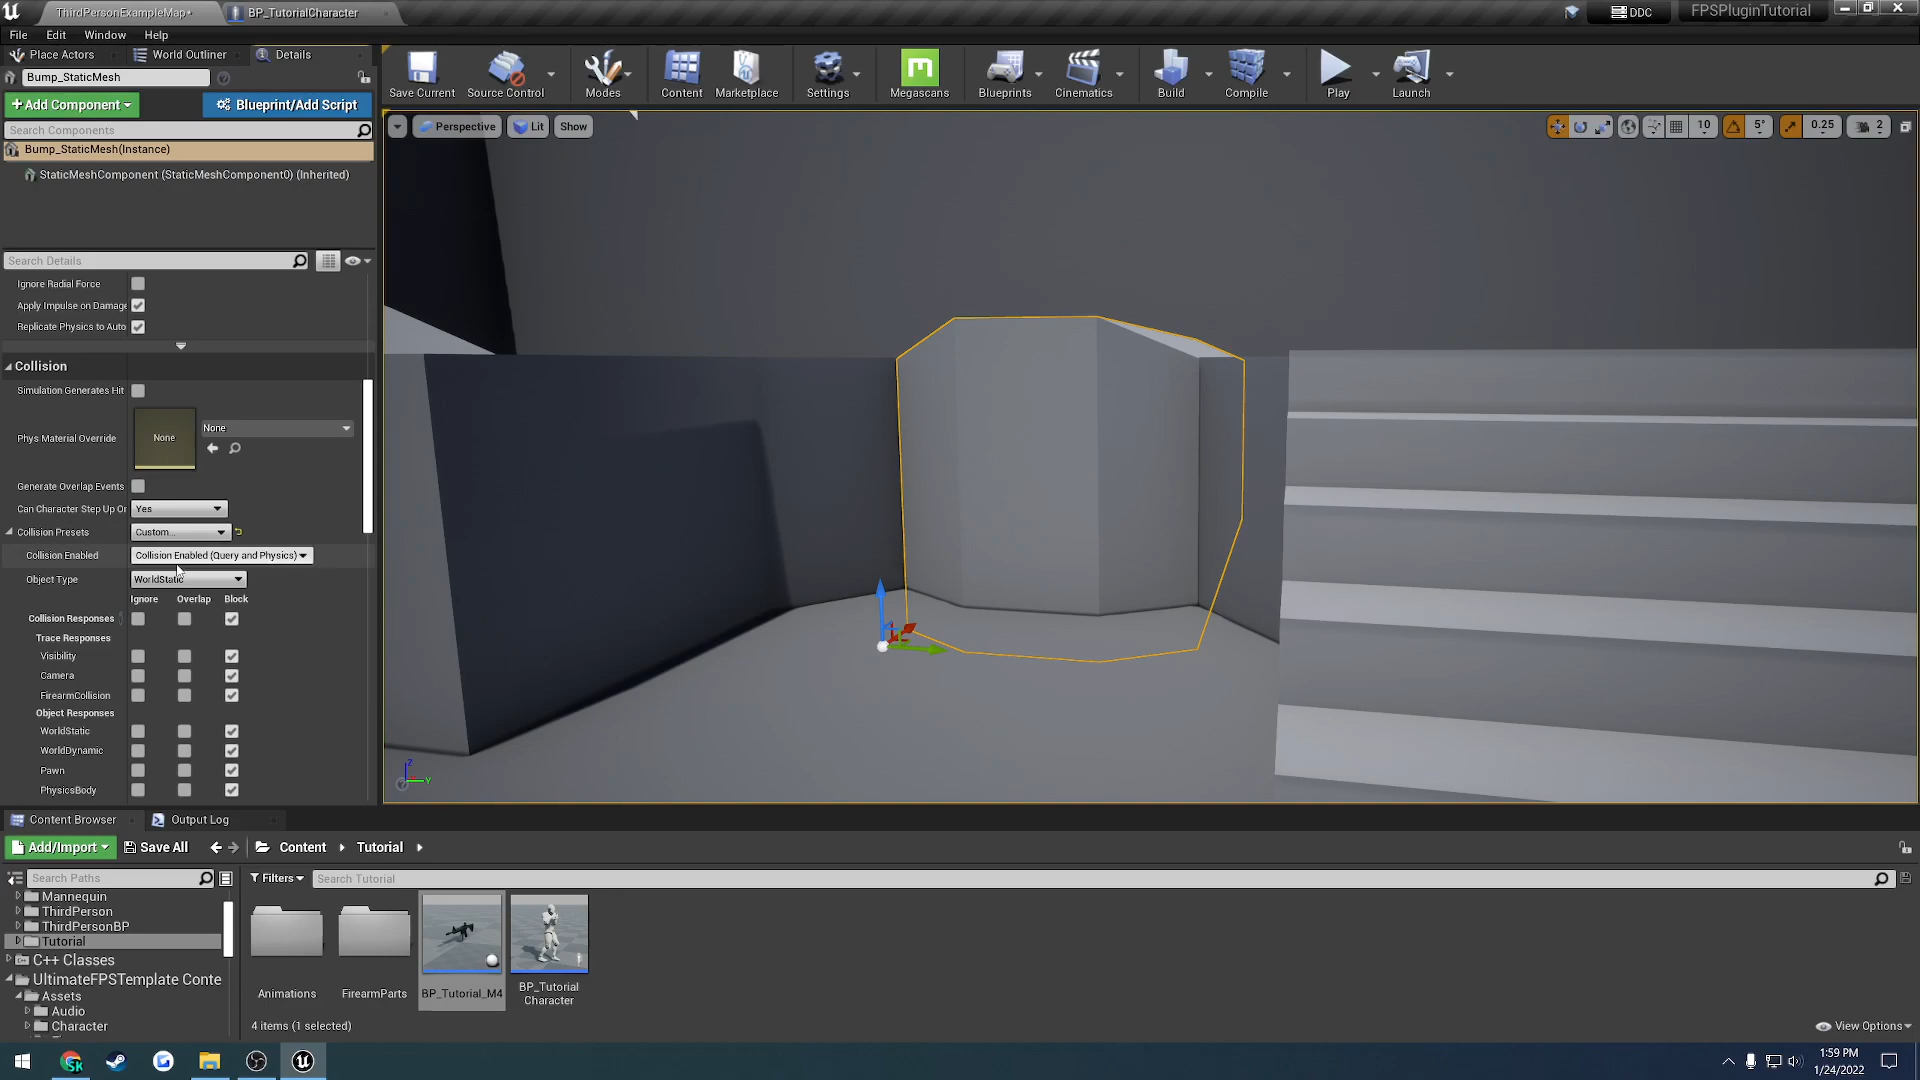 ThirdPersonExampleMap*
BP_TutorialCharacter
DDC
FPSPluginTutorial
File Edit Window Help
Place Actors World Outliner Details
Bump_StaticMesh
Add Component Blueprint/Add Script
Search Components
Bump_StaticMesh(Instance)
StaticMeshComponent (StaticMeshComponent0) (Inherited)
Search Details
Save Current Source Control Modes Content Marketplace Settings Megascans Blueprints Cinematics Build Compile Play Launch
Perspective Lit Show
10 5° 0.25 2
Ignore Radial Force
Apply Impulse on Damage
Replicate Physics to Auto
Collision
Simulation Generates Hit
Phys Material Override None None
Generate Overlap Events
Can Character Step Up On Yes
Collision Presets Custom...
Collision Enabled Collision Enabled (Query and Physics)
Object Type WorldStatic
Ignore Overlap Block
Collision Responses
Trace Responses
Visibility
Camera
FirearmCollision
Object Responses
WorldStatic
WorldDynamic
Pawn
PhysicsBody
Z
Y
Content Browser Output Log
Add/Import Save All Content Tutorial
Search Paths Filters Search Tutorial
Mannequin
ThirdPerson
ThirdPersonBP
Tutorial
C++ Classes
UltimateFPSTemplate Conte
Assets
Audio
Character
Animations FirearmParts BP_Tutorial_M4 BP_Tutorial
Character
4 items (1 selected)
View Options
1:59 PM
1/24/2022